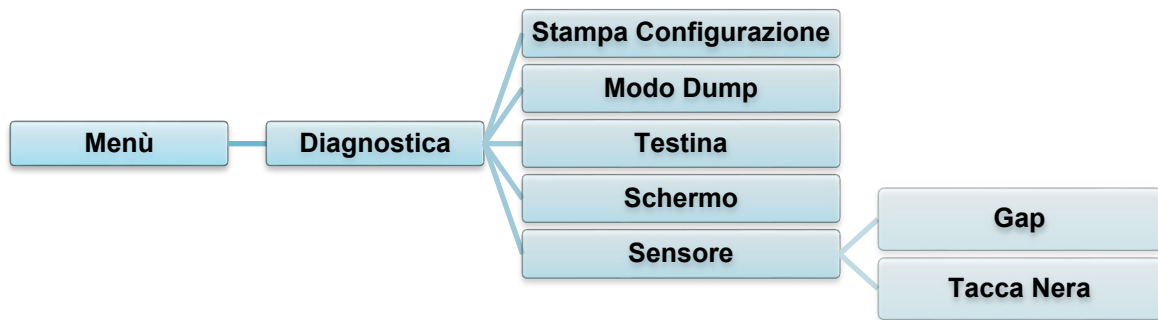 Stampa Configurazione
Modo Dump
Menù
Diagnostica
Testina
Schermo
Gap
Sensore
Tacca Nera